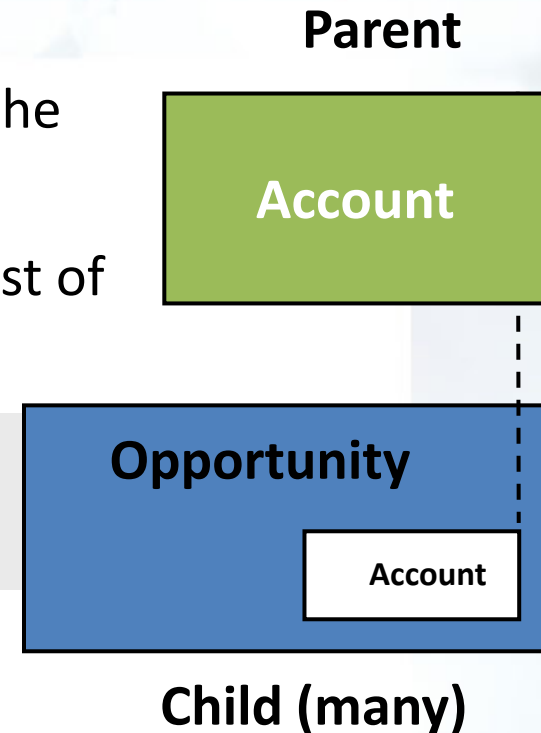 Parent
he
Account
st of
Opportunity
Account
Child (many)